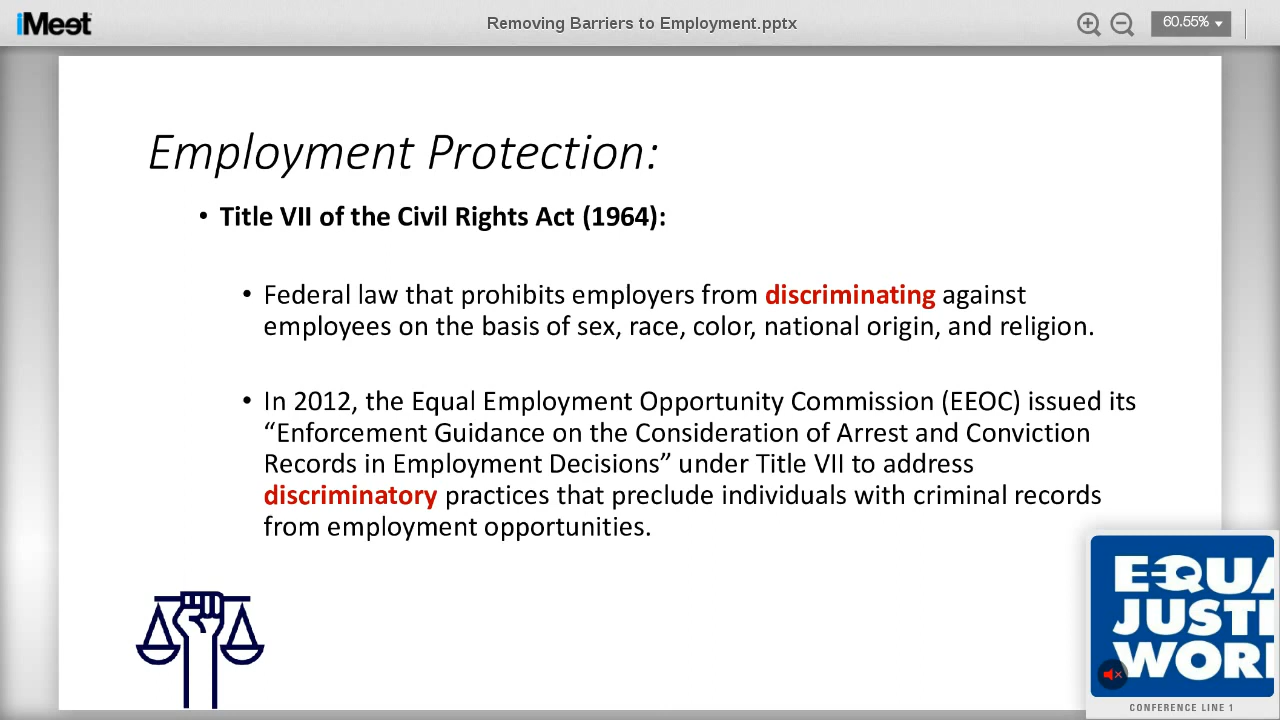 iMeet
Removing Barriers to Employment.pptx
60.55%
Employment Protection:
• Title VII of the Civil Rights Act (1964):
• Federal law that prohibits employers from discriminating against
employees on the basis of sex, race, color, national origin, and religion.
• In 2012, the Equal Employment Opportunity Commission (EEOC) issued its
“Enforcement Guidance on the Consideration of Arrest and Conviction
Records in Employment Decisions” under Title VII to address
discriminatory practices that preclude individuals with criminal records
from employment opportunities.
EQUA
JUSTI
WOR
CONFERENCE LINE 1